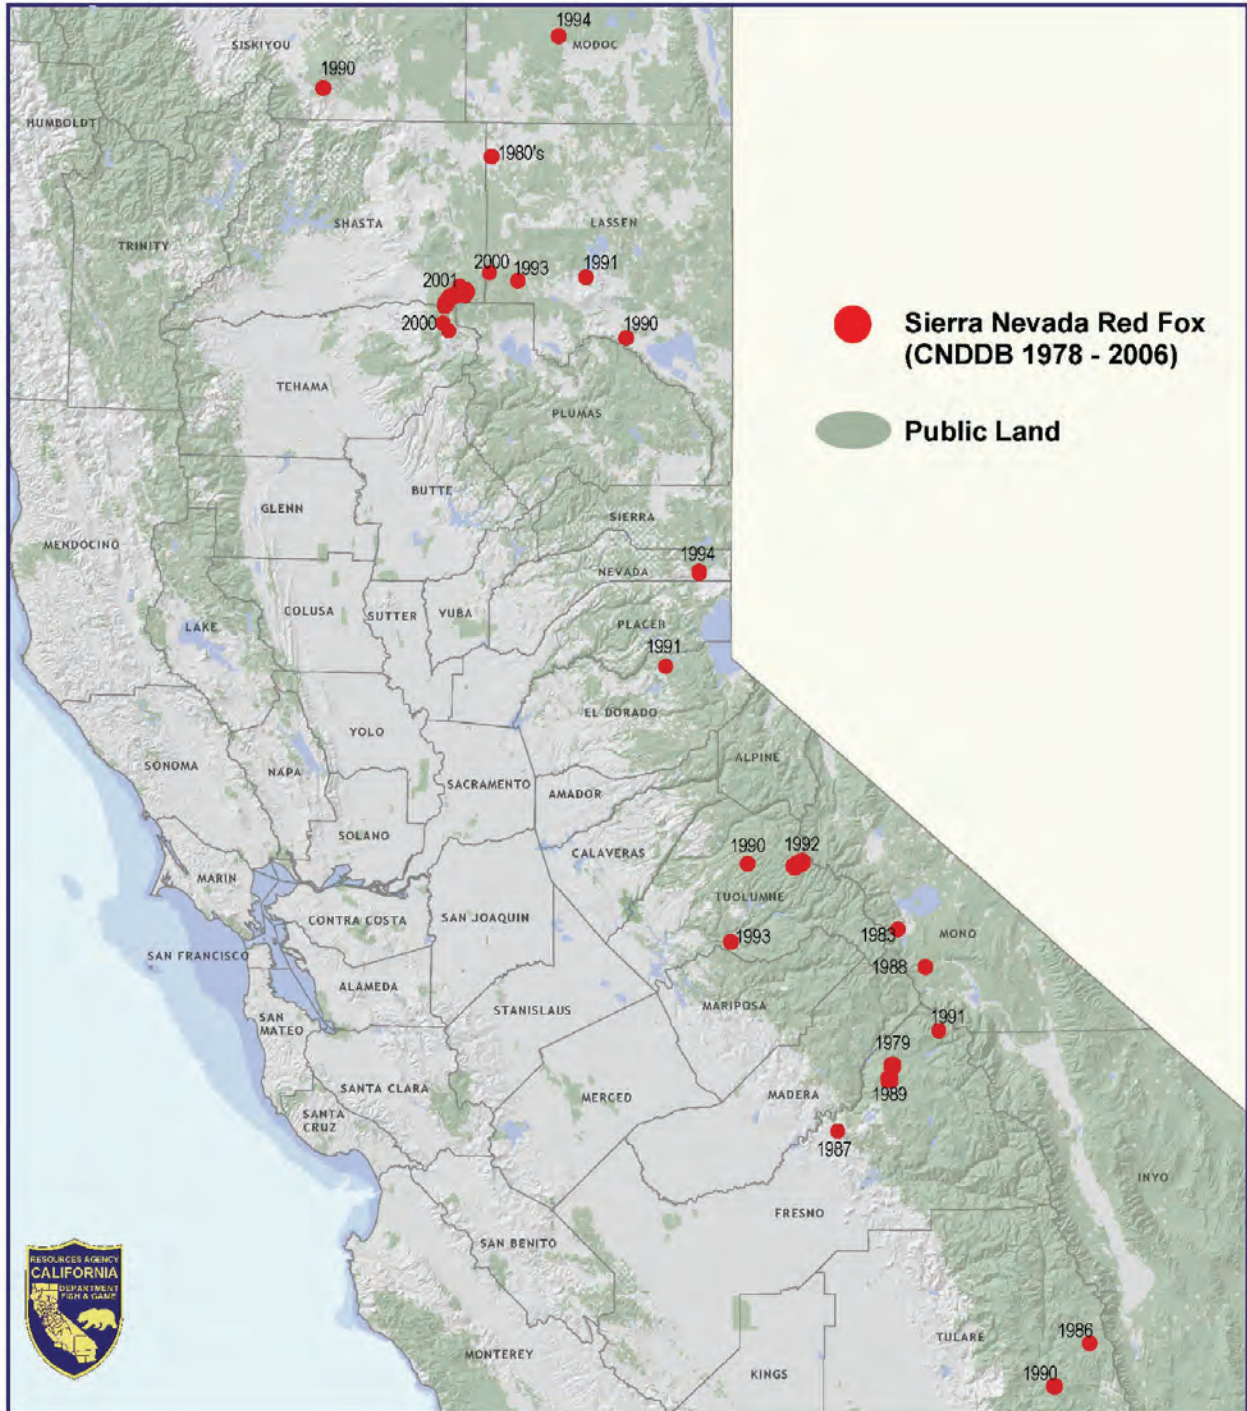 1994
SISKIYOU
MODOC
1990
HUMBOLDT
1980's
SHASTA
LASSEN
TRINITY
2000
1993
1991
2001
2000
1990
Sierra Nevada Red Fox
(CNDDB 1978 - 2006)
TEHAMA
PLUMAS
Public Land
BUTTE
GLENN
SIERRA
MENDOCINO
1994
NEVADA
COLUSA
SUTTER
YUBA
LAKE
PLACER
1991
EL DORADO
YOLO
ALPINE
SONOMA
NAPA
SACRAMENTO
AMADOR
SOLANO
1990
1992
CALAVERAS
MARIN
TUOLUMNE
CONTRA COSTA
SAN JOAQUIN
1983
MONO
1993
SAN FRANCISCO
1988
ALAMEDA
STANISLAUS
MARIPOSA
SAN
MATEO
1991
1979
SANTA CLARA
MERCED
MADERA
1989
SANTA
CRUZ
1987
INYO
FRESNO
SAN BENITO
RESOURCES AGENCY
CALIFORNIA
DEPARTMENT
FISH & GAME
TULARE
1986
MONTEREY
KINGS
1990